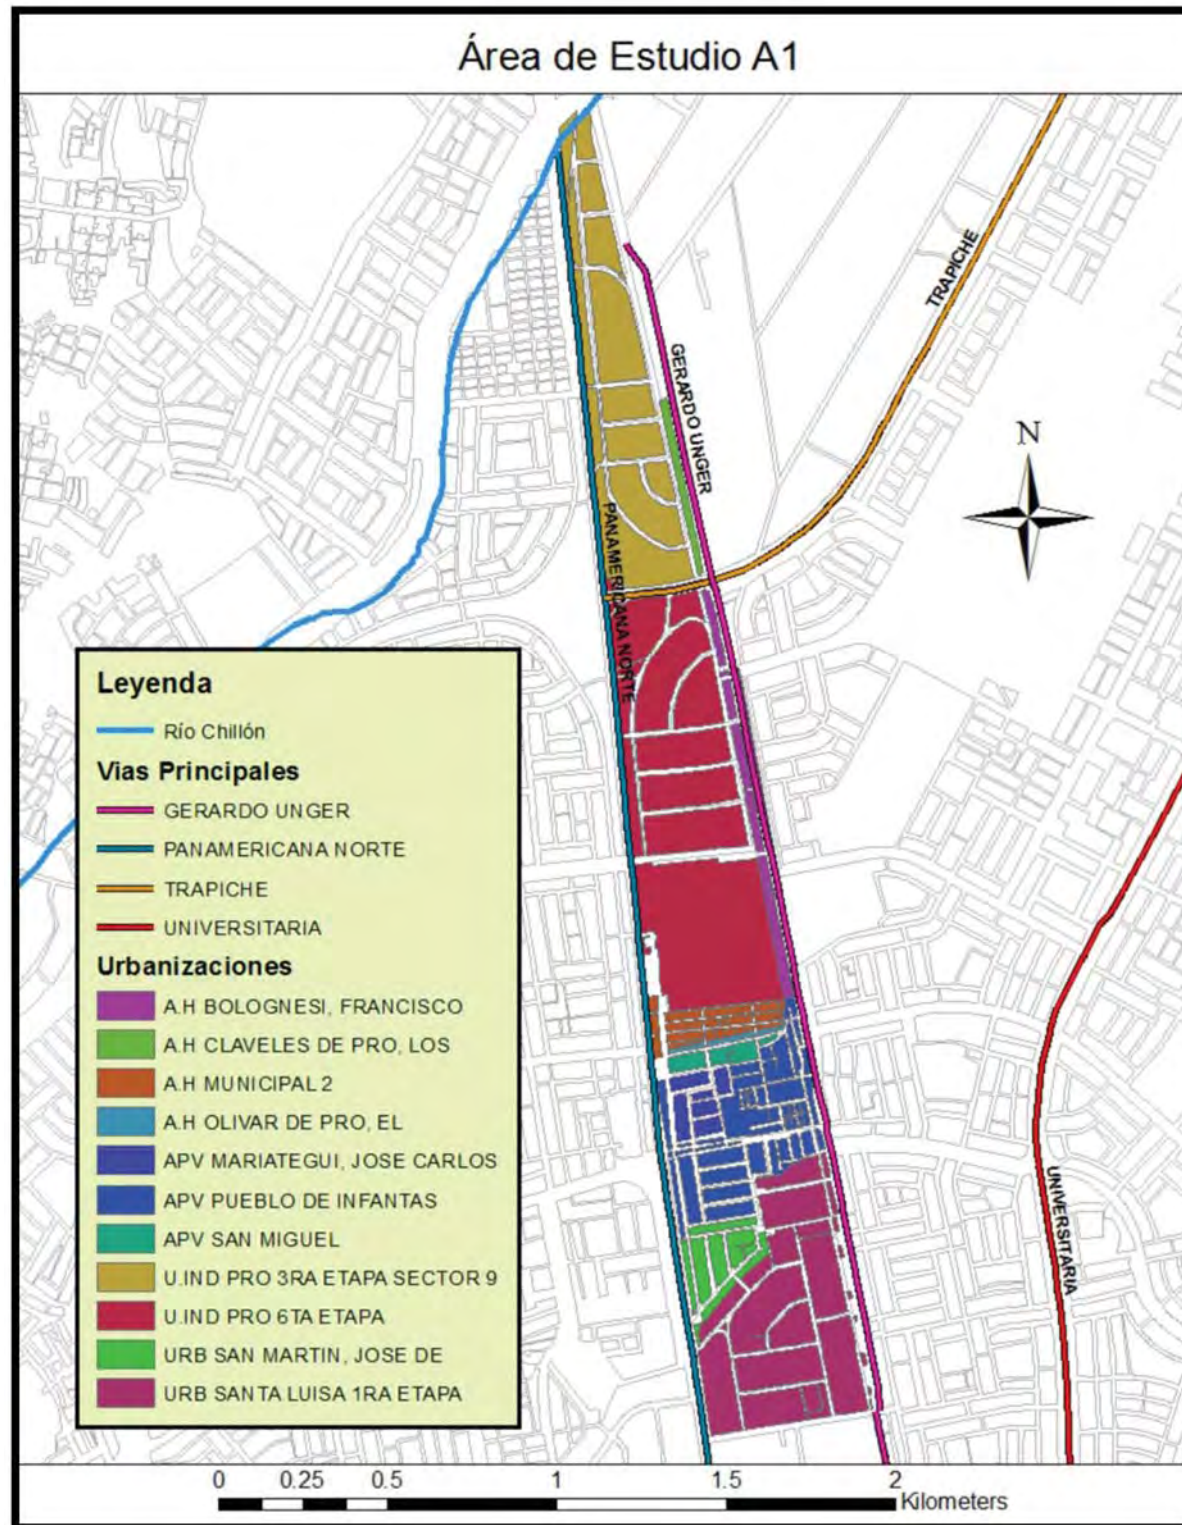 Área de Estudio A1
TRAPICHE
GERARDO UNGER
N
PANAMERICANA NORTE
UNIVERSITARIA
Leyenda
Río Chillón
Vias Principales
GERARDO UNGER
PANAMERICANA NORTE
TRAPICHE
UNIVERSITARIA
Urbanizaciones
A.H BOLOGNESI, FRANCISCO
A.H CLAVELES DE PRO, LOS
A.H MUNICIPAL 2
A.H OLIVAR DE PRO, EL
APV MARIATEGUI, JOSE CARLOS
APV PUEBLO DE INFANTAS
APV SAN MIGUEL
U.IND PRO 3RA ETAPA SECTOR 9
U.IND PRO 6TA ETAPA
URB SAN MARTIN, JOSE DE
URB SANTA LUISA 1RA ETAPA
0 0.25 0.5 1 1.5 2
Kilometers